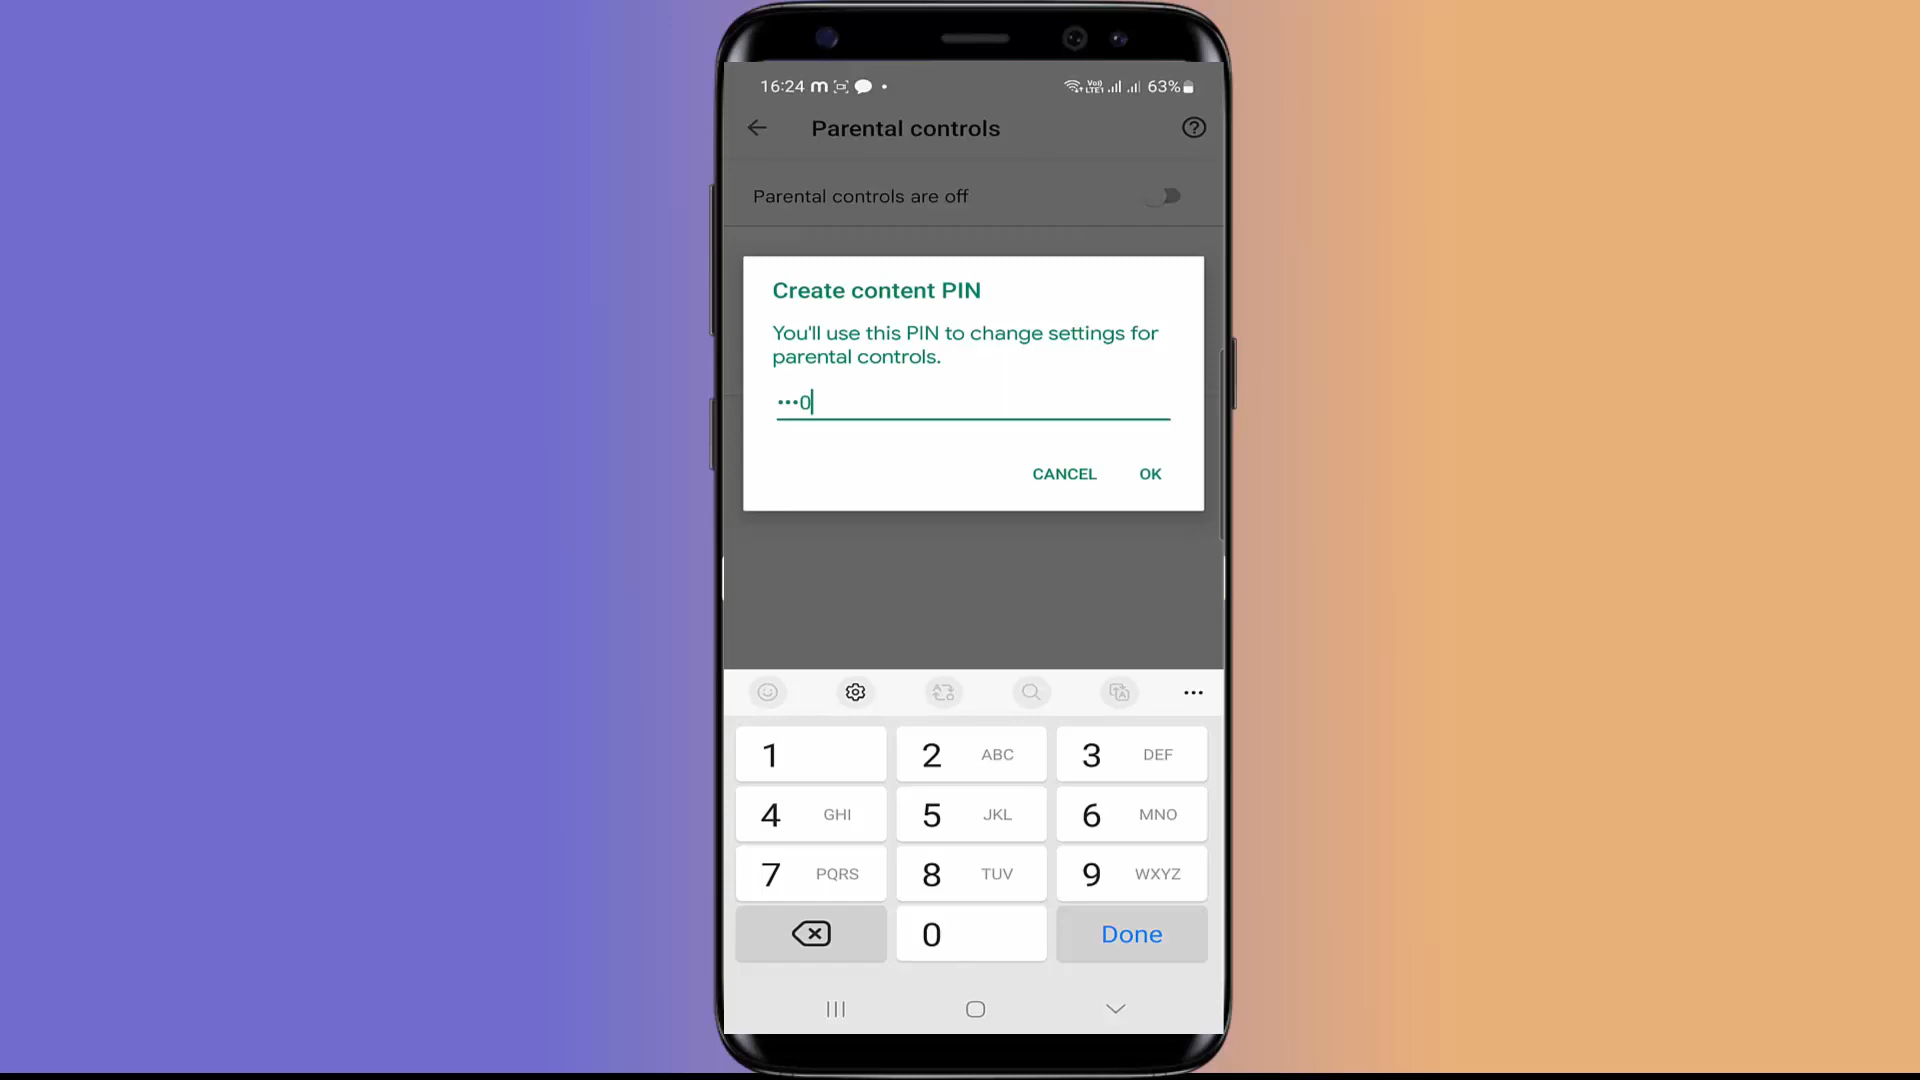 16:24 m
Vo) LTE1 63%
Parental controls
Parental controls are off
Create content PIN
You'll use this PIN to change settings for
parental controls.
•••0
CANCEL OK
1 2 ABC 3 DEF
4 GHI 5 JKL 6 MNO
7 PQRS 8 TUV 9 WXYZ
0 Done